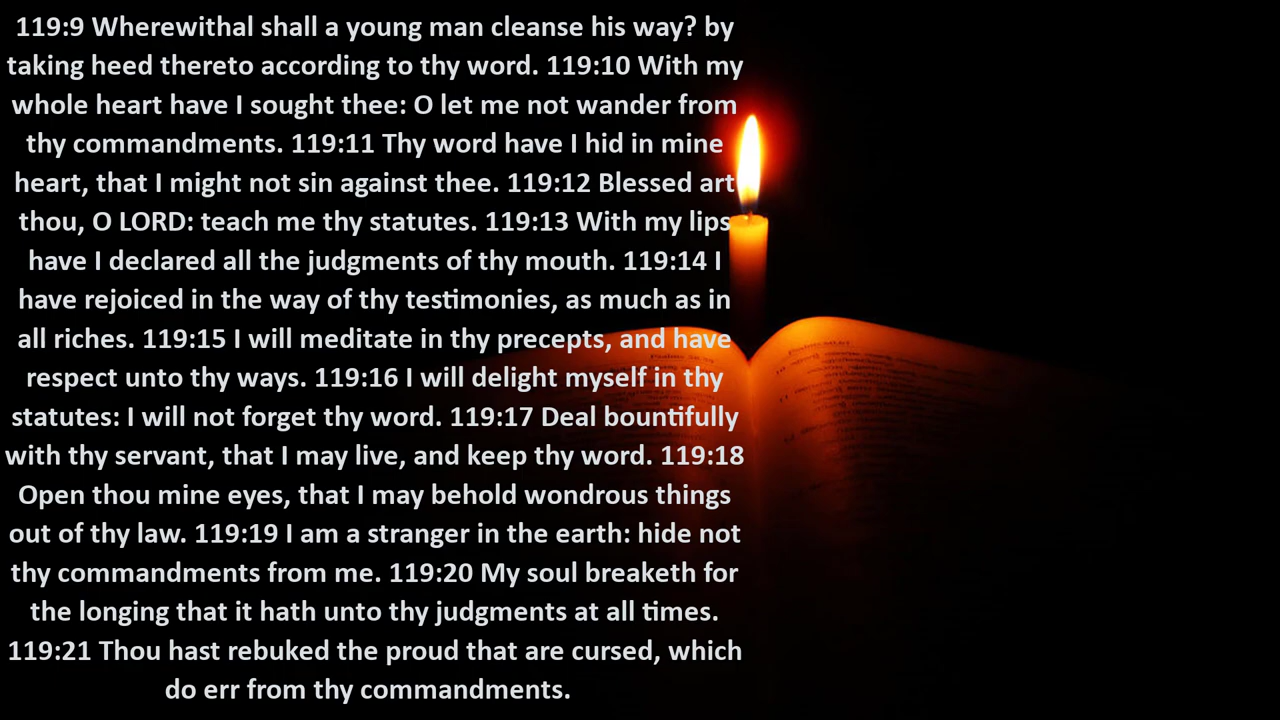 119:9 Wherewithal shall a young man cleanse his way? by
taking heed thereto according to thy word. 119:10 With my
whole heart have I sought thee: O let me not wander from
thy commandments. 119:11 Thy word have I hid in mine
heart, that I might not sin against thee. 119:12 Blessed art
thou, O LORD: teach me thy statutes. 119:13 With my lips
have I declared all the judgments of thy mouth. 119:14 I
have rejoiced in the way of thy testimonies, as much as in
all riches. 119:15 I will meditate in thy precepts, and have
respect unto thy ways. 119:16 I will delight myself in thy
statutes: I will not forget thy word. 119:17 Deal bountifully
with thy servant, that I may live, and keep thy word. 119:18
Open thou mine eyes, that I may behold wondrous things
out of thy law. 119:19 I am a stranger in the earth: hide not
thy commandments from me. 119:20 My soul breaketh for
the longing that it hath unto thy judgments at all times.
119:21 Thou hast rebuked the proud that are cursed, which
do err from thy commandments.